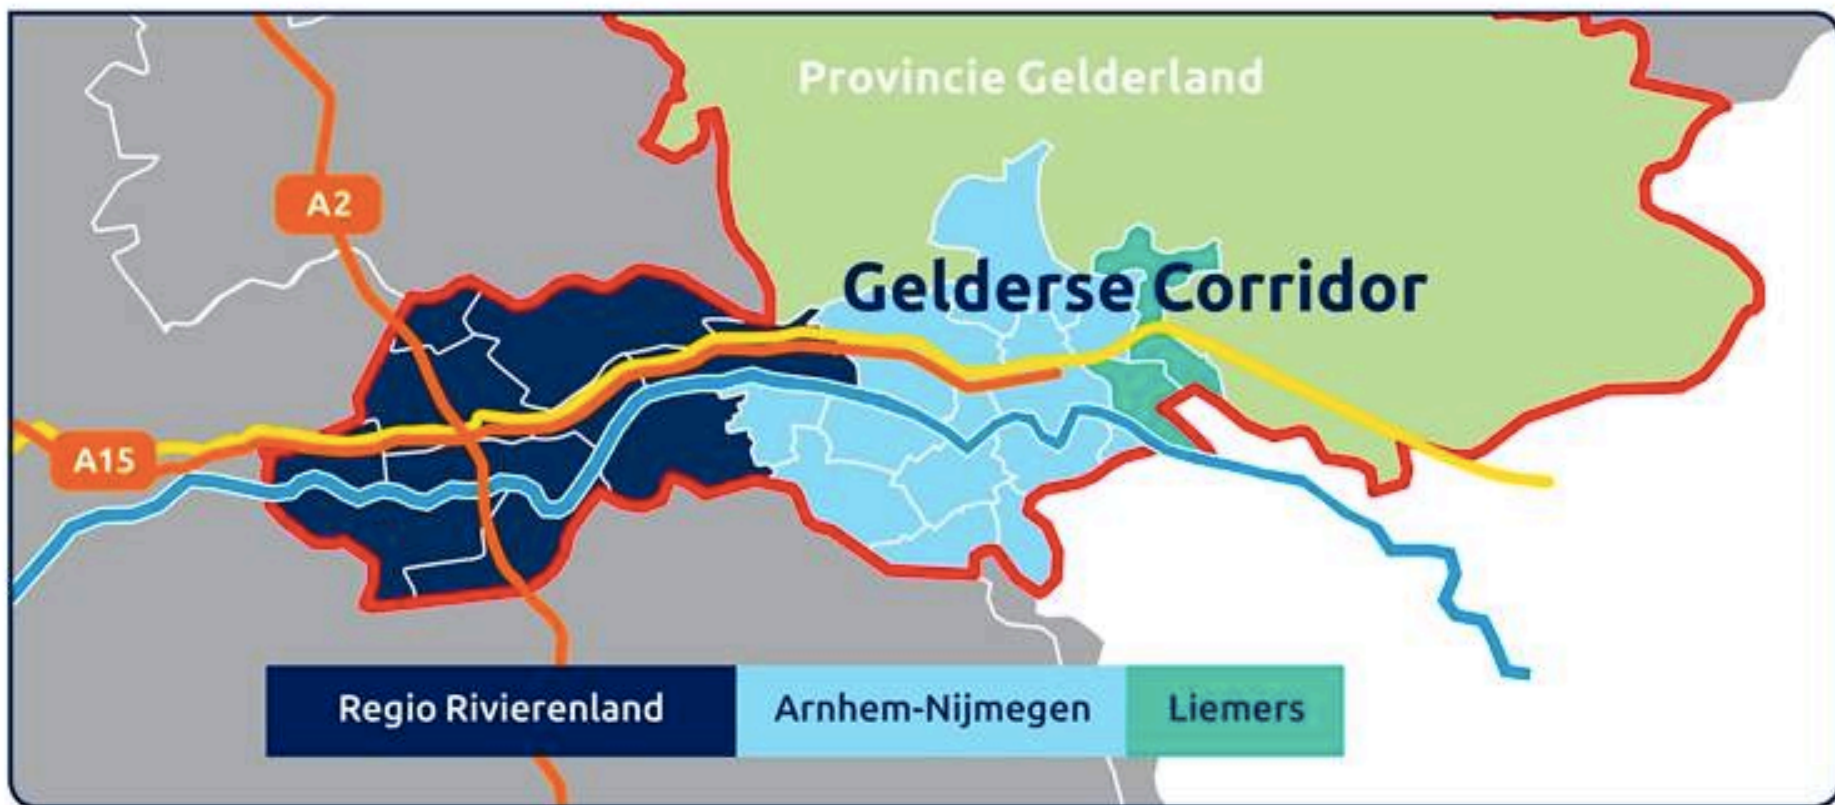 Provincie Gelderland
A2
Gelderse Corridor
A15
Regio Rivierenland
Arnhem-Nijmegen
Liemers